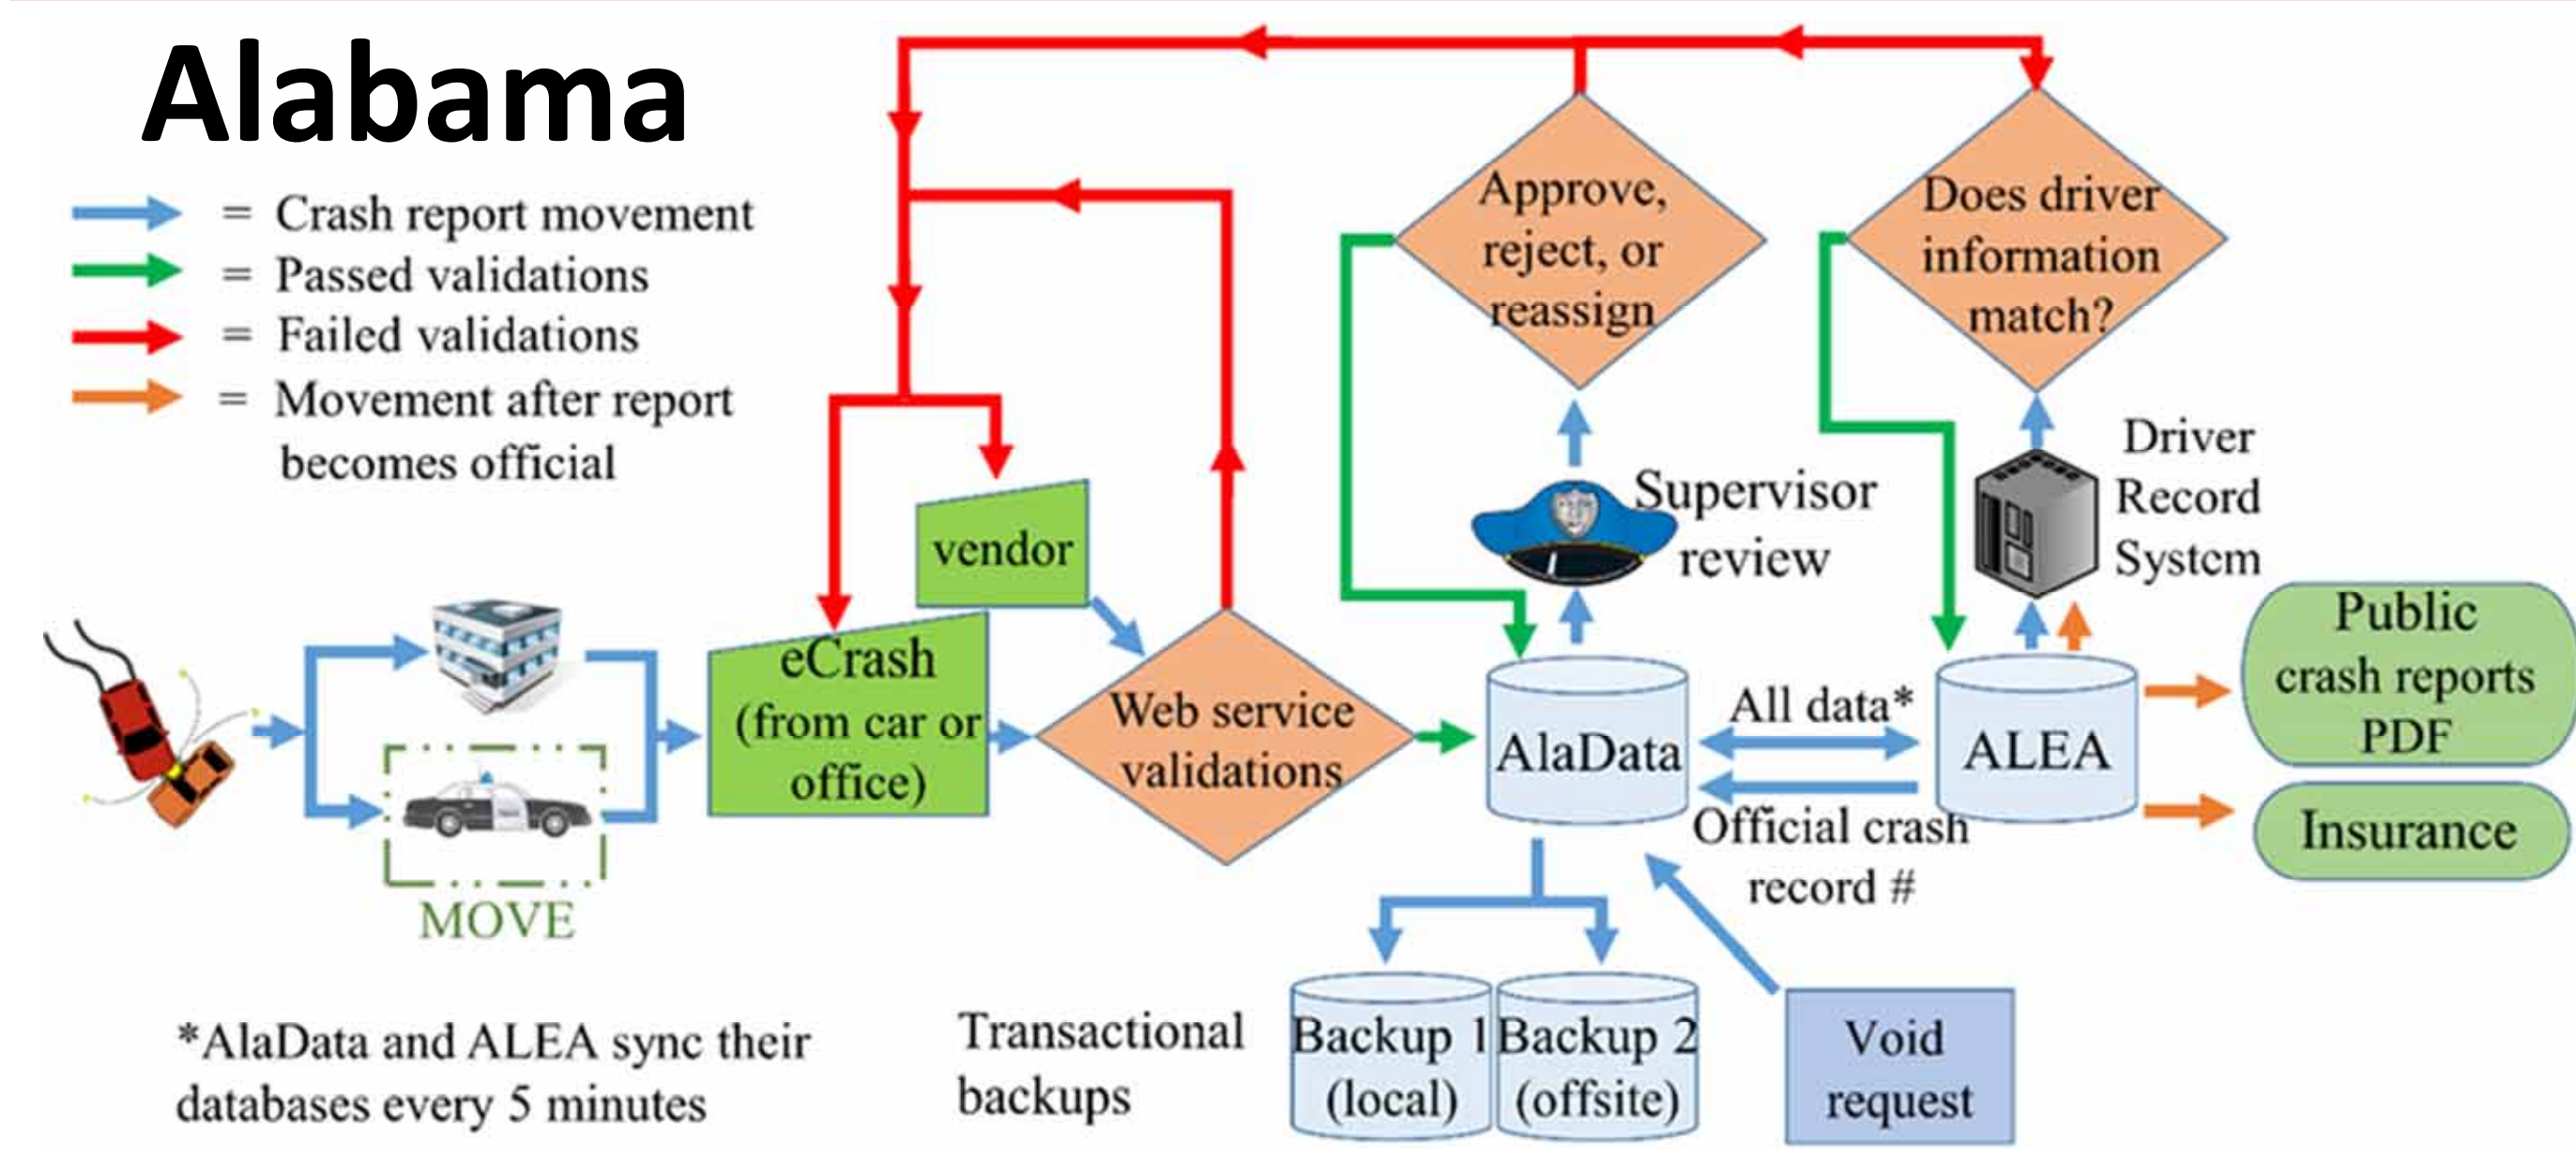 Alabama
= Crash report movement
= Passed validations
= Failed validations
= Movement after report
becomes official
MOVE
*AlaData and ALEA sync their
databases every 5 minutes
vendor
eCrash
(from car or
office)
Web service
validations
Approve,
reject, or
reassign
Supervisor
review
Does driver
information
match?
Driver
Record
System
AlaData
All data*
Official crash
record #
ALEA
Public
crash reports
PDF
Insurance
Transactional
backups
Backup 1
(local)
Backup 2
(offsite)
Void
request